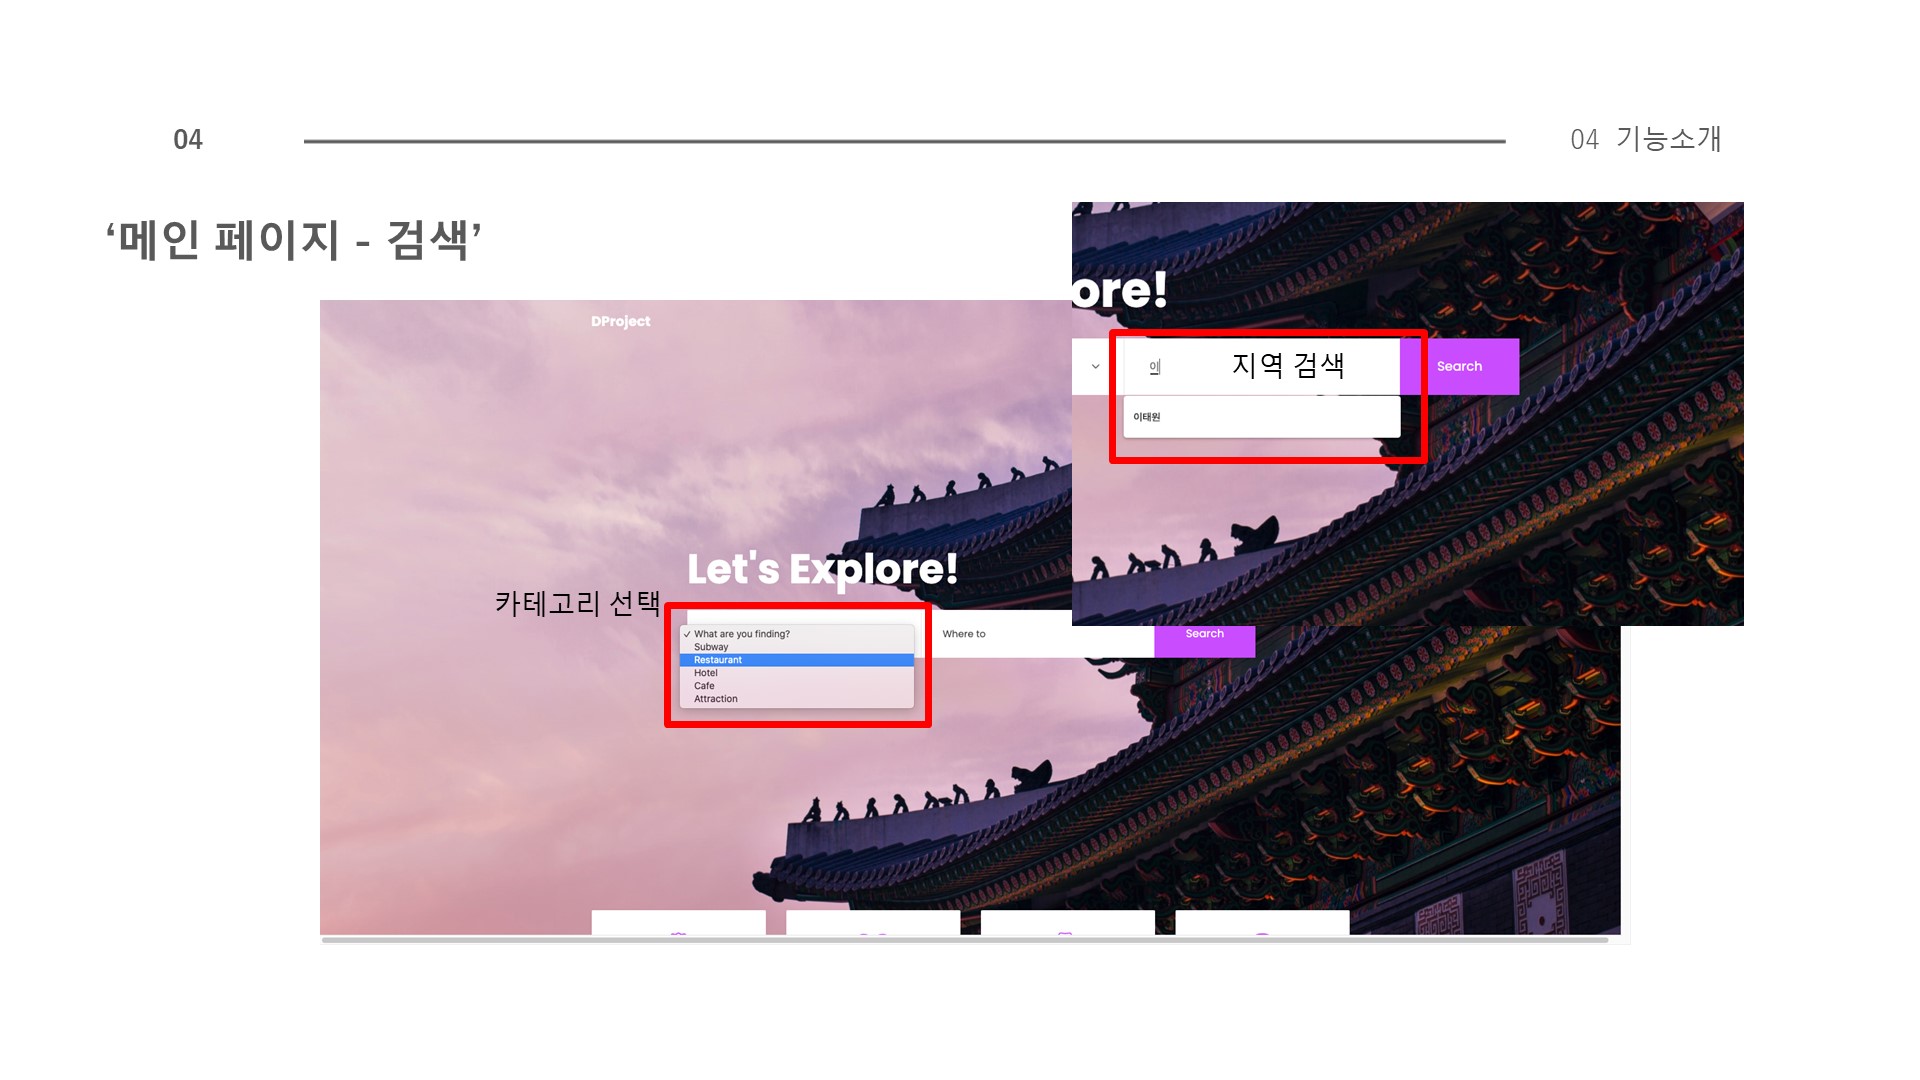 04
04 기능소개
‘메인 페이지 - 검색’
DProject
ore!
이
지역 검색
Search
이태원
Let's Explore!
카테고리 선택
✓ What are you finding?
Subway
Restaurant
Hotel
Cafe
Attraction
Where to
Search